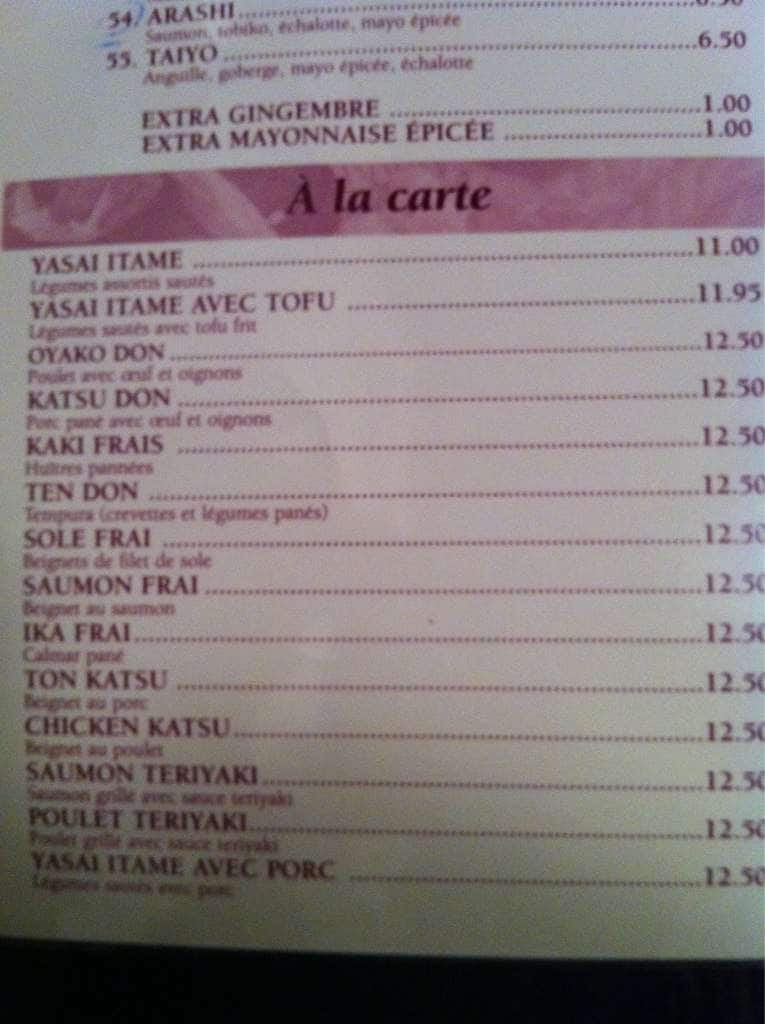 54. ARASHI
Saumon, tobiko, échalotte, mayo épicée
55. TAIYO 6.50
Anguille, goberge, mayo épicée, échalotte
EXTRA GINGEMBRE 1.00
EXTRA MAYONNAISE ÉPICÉE 1.00
À la carte
YASAI ITAME 11.00
Légumes assortis sautés
YASAI ITAME AVEC TOFU 11.95
Légumes sautés avec tofu frit
OYAKO DON 12.50
Poulet avec œuf et oignons
KATSU DON 12.50
Porc pané avec œuf et oignons
KAKI FRAIS 12.50
Huîtres pannées
TEN DON 12.50
Tempura (crevettes et légumes panés)
SOLE FRAI 12.50
Beignets de filet de sole
SAUMON FRAI 12.50
Beignet au saumon
IKA FRAI 12.50
Calmar pané
TON KATSU 12.50
Beignet au porc
CHICKEN KATSU 12.50
Beignet au poulet
SAUMON TERIYAKI 12.50
Saumon grillé avec sauce teriyaki
POULET TERIYAKI 12.50
Poulet grillé avec sauce teriyaki
YASAI ITAME AVEC PORC 12.50
Légumes sautés avec porc